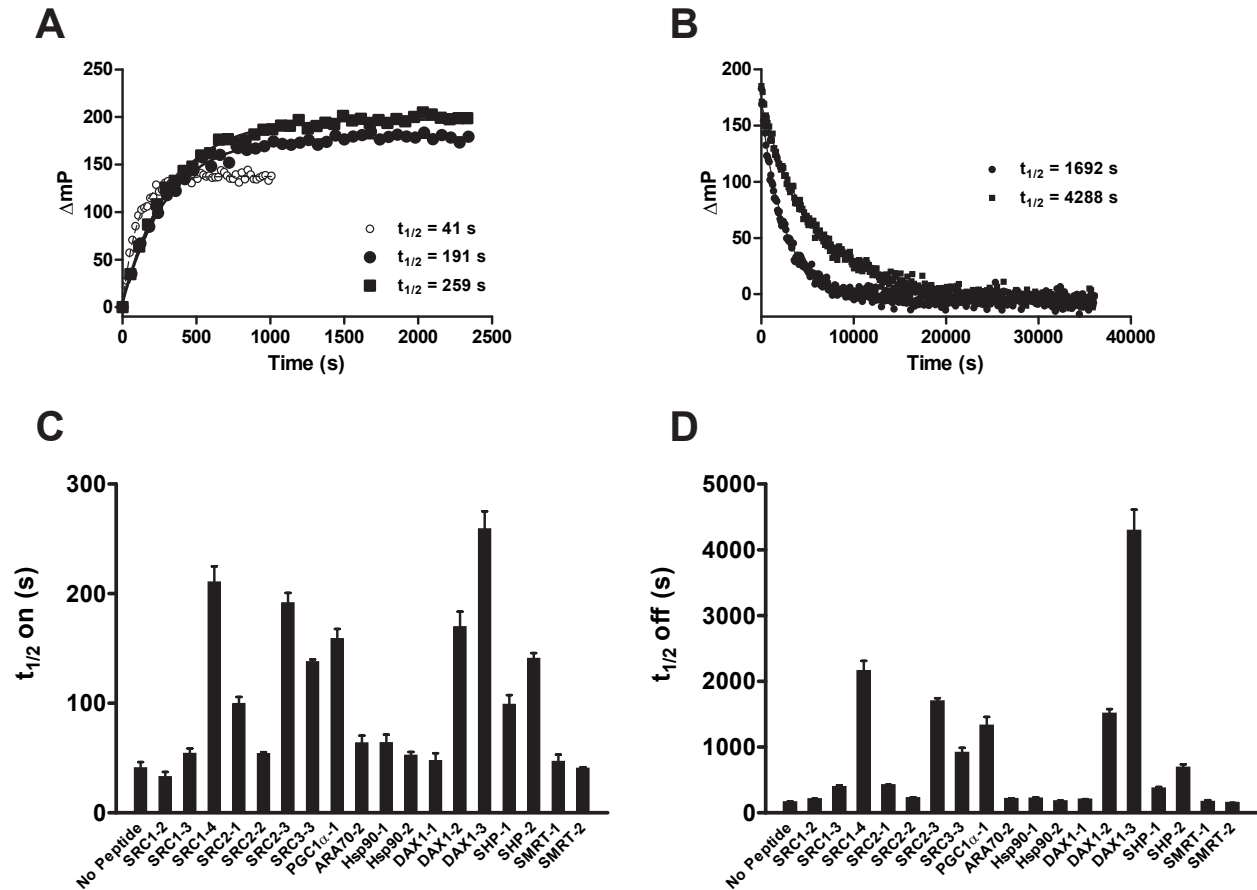 A
250
200
150
100
50
0
ΔmP
t1/2 = 41 s
t1/2 = 191 s
t1/2 = 259 s
0 500 1000 1500 2000 2500
Time (s)
B
200
150
100
50
0
ΔmP
t1/2 = 1692 s
t1/2 = 4288 s
0 10000 20000 30000 40000
Time (s)
C
300
200
100
0
t1/2 on (s)
No Peptide
SRC1-2
SRC1-3
SRC1-4
SRC2-1
SRC2-2
SRC2-3
SRC3-3
PGC1α-1
ARA70-2
Hsp90-1
Hsp90-2
DAX1-1
DAX1-2
DAX1-3
SHP-1
SHP-2
SMRT-1
SMRT-2
D
5000
4000
3000
2000
1000
0
t1/2 off (s)
No Peptide
SRC1-2
SRC1-3
SRC1-4
SRC2-1
SRC2-2
SRC2-3
SRC3-3
PGC1α-1
ARA70-2
Hsp90-1
Hsp90-2
DAX1-1
DAX1-2
DAX1-3
SHP-1
SHP-2
SMRT-1
SMRT-2